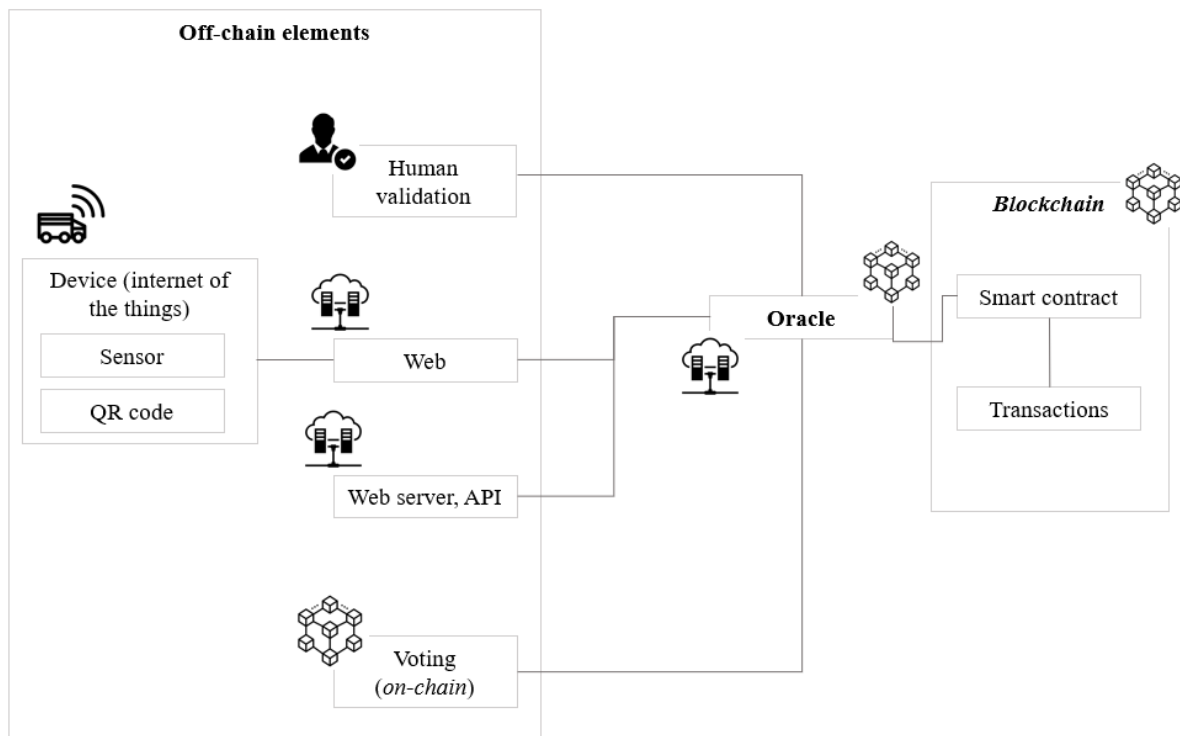 Off-chain elements
Human
validation
Blockchain
Device (internet of
the things)
Smart contract
Oracle
Sensor
Web
QR code
Transactions
Web server, API
Voting
(on-chain)